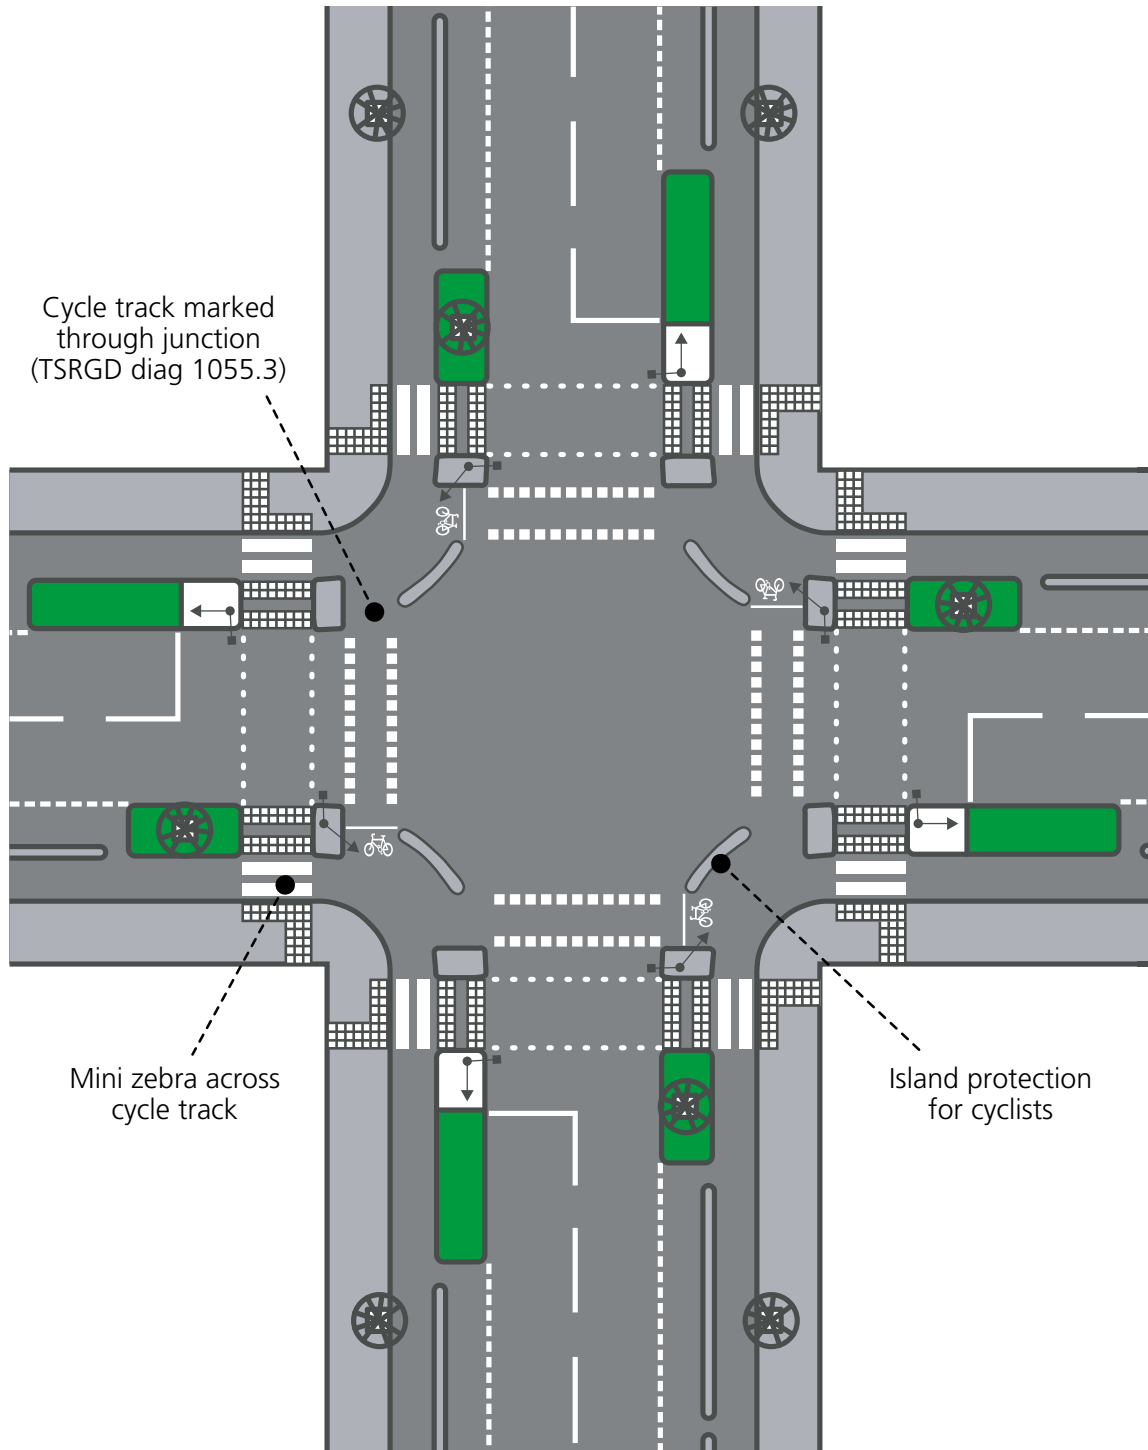 Cycle track marked
through junction
(TSRGD diag 1055.3)
Mini zebra across
cycle track
Island protection
for cyclists